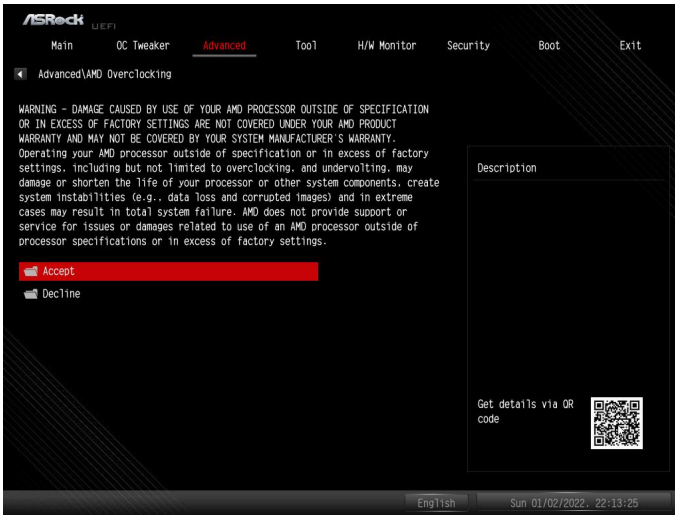 ASRock UEFI
Main OC Tweaker Advanced Tool H/W Monitor Security Boot Exit
Advanced\AMD Overclocking
WARNING - DAMAGE CAUSED BY USE OF YOUR AMD PROCESSOR OUTSIDE OF SPECIFICATION
OR IN EXCESS OF FACTORY SETTINGS ARE NOT COVERED UNDER YOUR AMD PRODUCT
WARRANTY AND MAY NOT BE COVERED BY YOUR SYSTEM MANUFACTURER'S WARRANTY.
Operating your AMD processor outside of specification or in excess of factory
settings, including but not limited to overclocking, and undervolting, may
damage or shorten the life of your processor or other system components, create
system instabilities (e.g., data loss and corrupted images) and in extreme
cases may result in total system failure. AMD does not provide support or
service for issues or damages related to use of an AMD processor outside of
processor specifications or in excess of factory settings.
Accept
Decline
Description
Get details via QR
code
English Sun 01/02/2022, 22:13:25